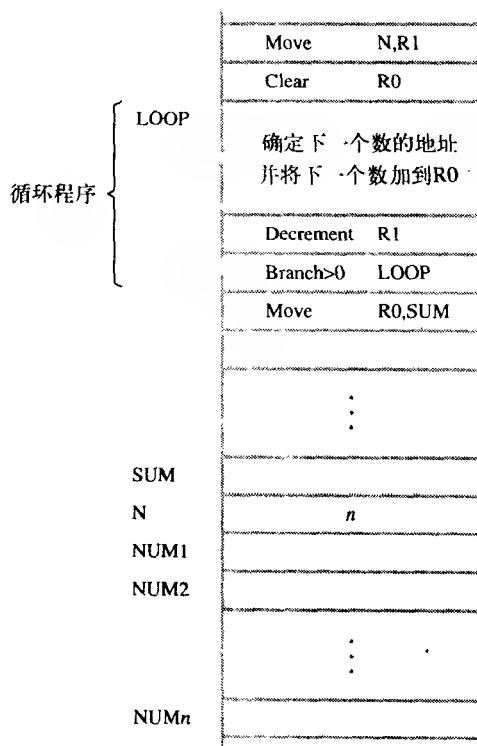 Move N,R1
Clear R0
LOOP
确定下一个数的地址
并将下一个数加到R0
循环程序
Decrement R1
Branch>0 LOOP
Move R0,SUM
SUM
N n
NUM1
NUM2
NUMn